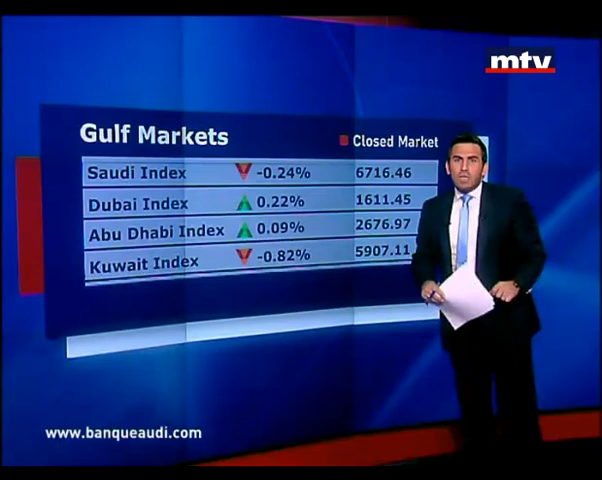 mtv
Gulf Markets
Closed Market
Saudi Index -0.24% 6716.46
Dubai Index 0.22% 1611.45
Abu Dhabi Index 0.09% 2676.97
Kuwait Index -0.82% 5907.11
www.banqueaudi.com